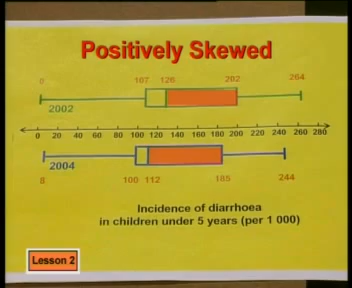 Positively Skewed
0 107 126 202 264
2002
0 20 40 60 80 100 120 140 160 180 200 220 240 260 280
2004
8 100 112 185 244
Incidence of diarrhoea
in children under 5 years (per 1 000)
Lesson 2